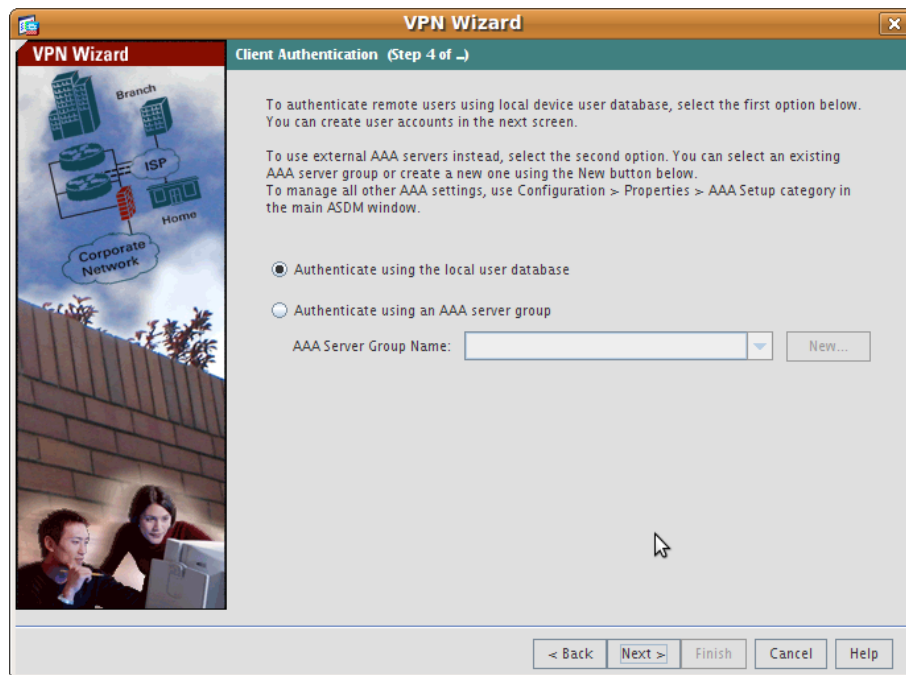 VPN Wizard
VPN Wizard
Client Authentication (Step 4 of ...)
Branch
ISP
Home
Corporate
Network
To authenticate remote users using local device user database, select the first option below.
You can create user accounts in the next screen.
To use external AAA servers instead, select the second option. You can select an existing
AAA server group or create a new one using the New button below.
To manage all other AAA settings, use Configuration > Properties > AAA Setup category in
the main ASDM window.
Authenticate using the local user database
Authenticate using an AAA server group
AAA Server Group Name:
New...
< Back
Next >
Finish
Cancel
Help